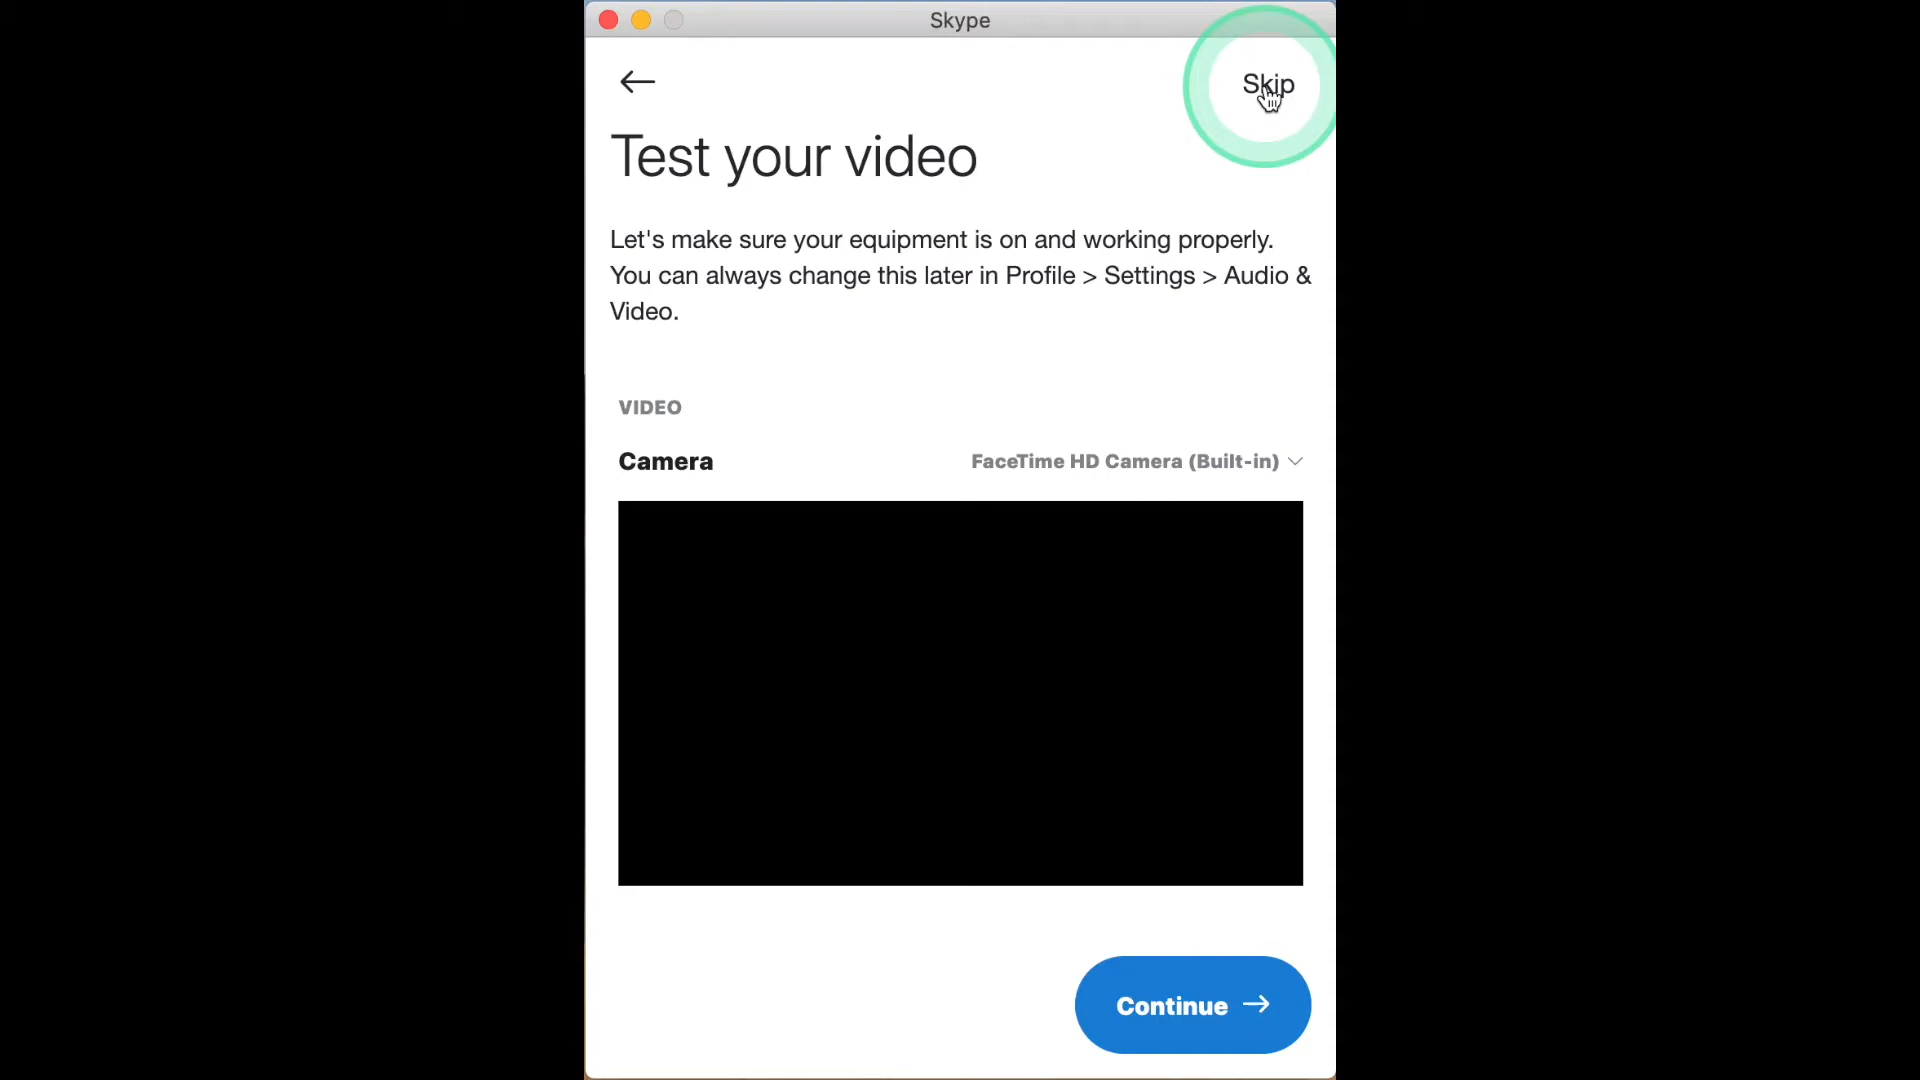 Skype
Skip
Test your video
Let's make sure your equipment is on and working properly.
You can always change this later in Profile > Settings > Audio &
Video.
VIDEO
Camera
FaceTime HD Camera (Built-in)
Continue